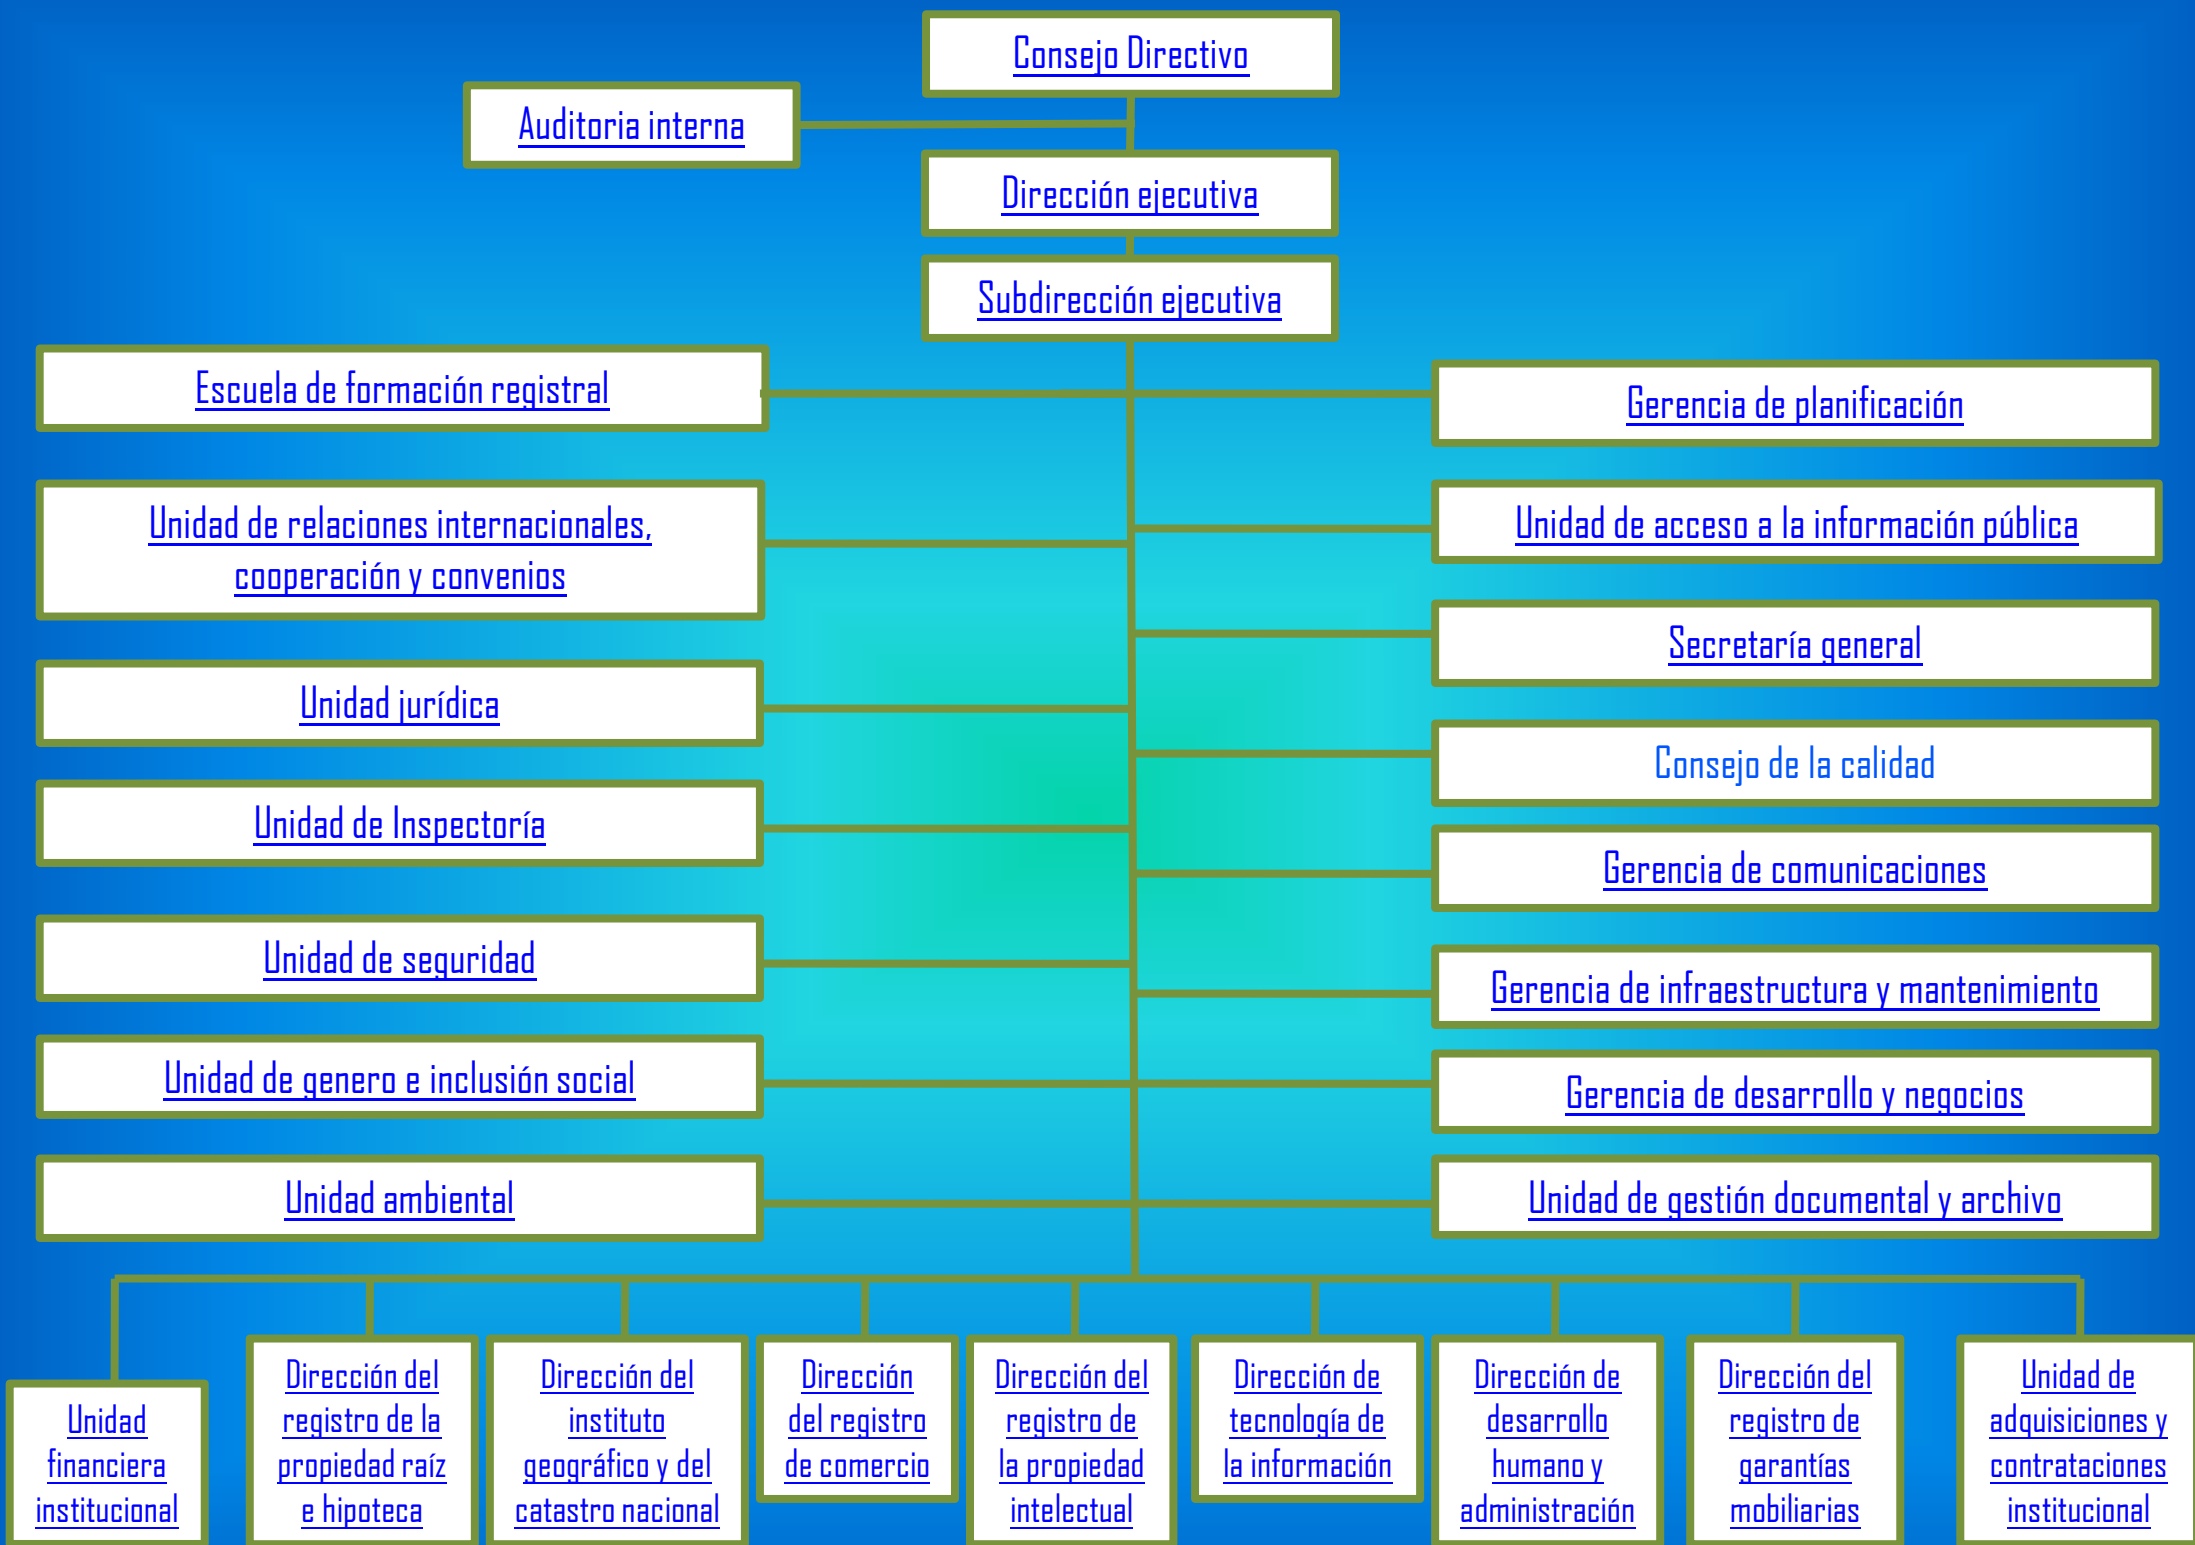 Consejo Directivo
Auditoria interna
Dirección ejecutiva
Subdirección ejecutiva
Escuela de formación registral
Gerencia de planificación
Unidad de relaciones internacionales,
cooperación y convenios
Unidad de acceso a la información pública
Secretaría general
Unidad jurídica
Consejo de la calidad
Unidad de Inspectoría
Gerencia de comunicaciones
Unidad de seguridad
Gerencia de infraestructura y mantenimiento
Unidad de genero e inclusión social
Gerencia de desarrollo y negocios
Unidad ambiental
Unidad de gestión documental y archivo
Unidad
financiera
institucional
Dirección del
registro de la
propiedad raíz
e hipoteca
Dirección del
instituto
geográfico y del
catastro nacional
Dirección
del registro
de comercio
Dirección del
registro de
la propiedad
intelectual
Dirección de
tecnología de
la información
Dirección de
desarrollo
humano y
administración
Dirección del
registro de
garantías
mobiliarias
Unidad de
adquisiciones y
contrataciones
institucional